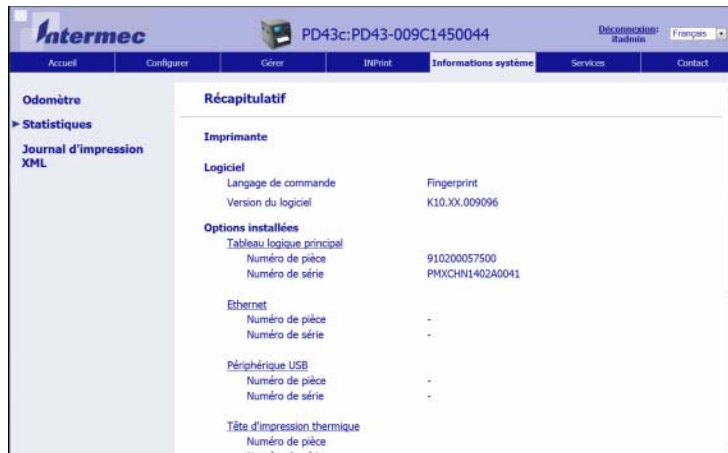 Intermec
PD43c:PD43-009C1450044
Déconnexion:
itadmin
Français
Accueil
Configurer
Gérer
INPrint
Informations système
Services
Contact
Odomètre
Statistiques
Journal d'impression
XML
Récapitulatif
Imprimante
Logiciel
Langage de commande Fingerprint
Version du logiciel K10.XX.009096
Options installées
Tableau logique principal
Numéro de pièce 910200057500
Numéro de série PMXCHN1402A0041
Ethernet
Numéro de pièce -
Numéro de série -
Périphérique USB
Numéro de pièce -
Numéro de série -
Tête d'impression thermique
Numéro de pièce